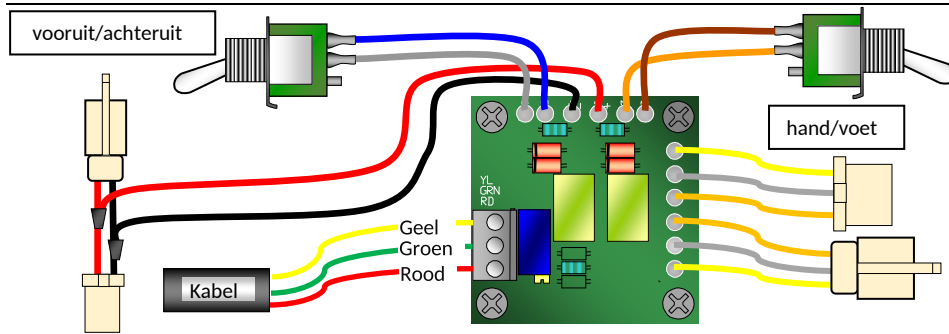 vooruit/achteruit
hand/voet
YL
GRN
RD
Geel
Groen
Rood
Kabel